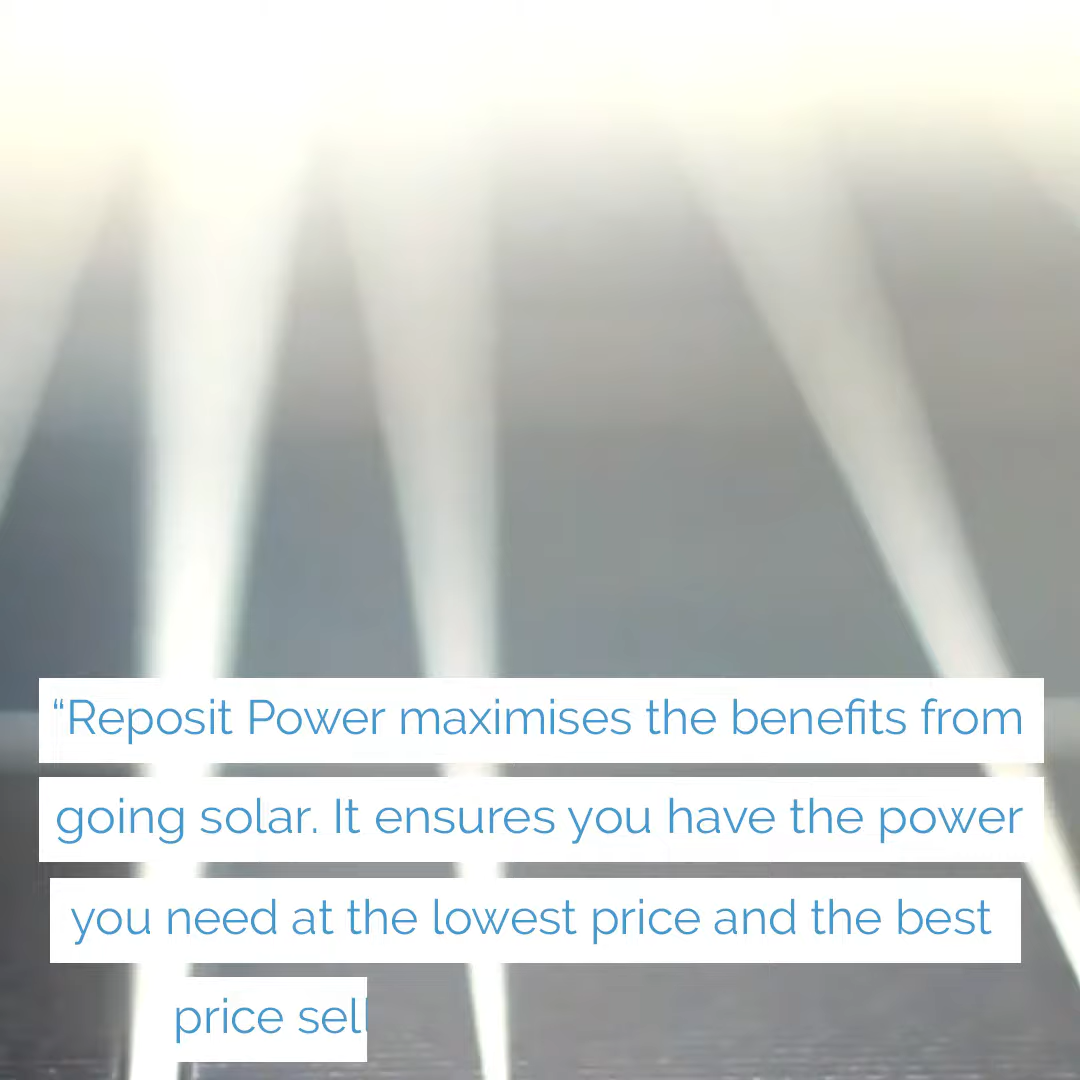 “Reposit Power maximises the benefits from
going solar. It ensures you have the power
you need at the lowest price and the best
price sell